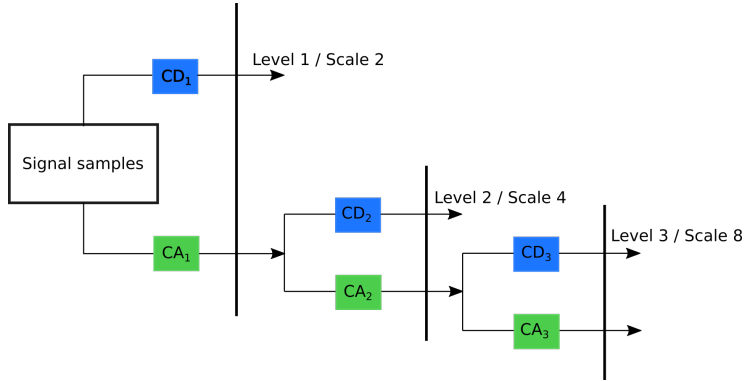 CD1
Level 1 / Scale 2
Signal samples
CA1
CD2
Level 2 / Scale 4
CA2
CD3
Level 3 / Scale 8
CA3